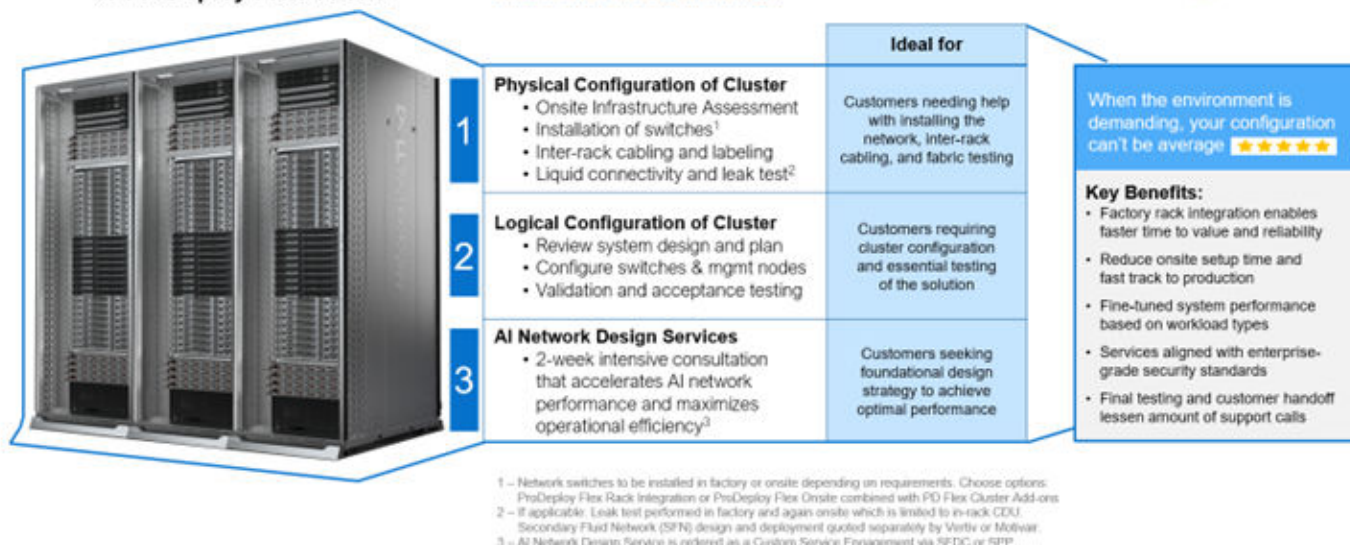 Ideal for
1
Physical Configuration of Cluster
• Onsite Infrastructure Assessment
• Installation of switches1
• Inter-rack cabling and labeling
• Liquid connectivity and leak test2
Customers needing help
with installing the
network, inter-rack
cabling, and fabric testing
2
Logical Configuration of Cluster
• Review system design and plan
• Configure switches & mgmt nodes
• Validation and acceptance testing
Customers requiring
cluster configuration
and essential testing
of the solution
3
AI Network Design Services
• 2-week intensive consultation
that accelerates AI network
performance and maximizes
operational efficiency3
Customers seeking
foundational design
strategy to achieve
optimal performance
When the environment is
demanding, your configuration
can't be average ★★★★★
Key Benefits:
• Factory rack integration enables
faster time to value and reliability
• Reduce onsite setup time and
fast track to production
• Fine-tuned system performance
based on workload types
• Services aligned with enterprise-
grade security standards
• Final testing and customer handoff
lessen amount of support calls
1 – Network switches to be installed in factory or onsite depending on requirements. Choose options:
ProDeploy Flex Rack Integration or ProDeploy Flex Onsite combined with PD Flex Cluster Add-ons
2 – If applicable. Leak test performed in factory and again onsite which is limited to in-rack CDU.
Secondary Fluid Network (SFN) design and deployment quoted separately by Vertiv or Motivair.
3 – AI Network Design Service is ordered as a Custom Service Engagement via SFDC or SPP